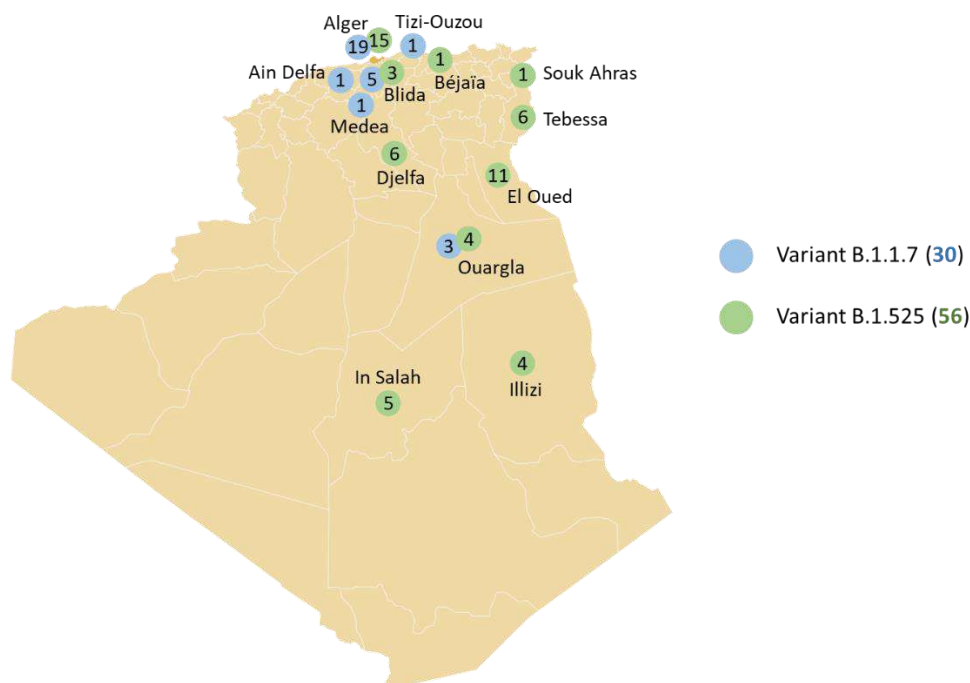 Alger
Tizi-Ouzou
19
15
1
1
Ain Delfa
1
5
3
Blida
Béjaïa
1
Souk Ahras
1
Medea
6
Tebessa
6
Djelfa
11
El Oued
3
4
Ouargla
Variant B.1.1.7 (30)
Variant B.1.525 (56)
4
Illizi
In Salah
5